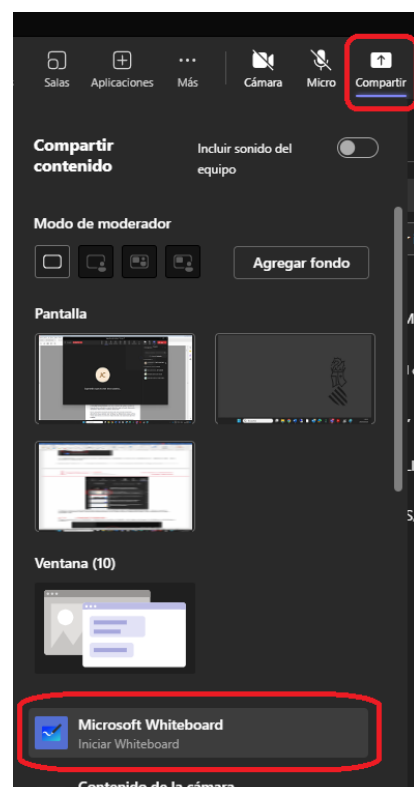 Salas Aplicaciones Más Cámara Micro Compartir
Compartir contenido
Incluir sonido del equipo
Modo de moderador
Agregar fondo
Pantalla
Ventana (10)
Microsoft Whiteboard
Iniciar Whiteboard
Contenido de la cámara